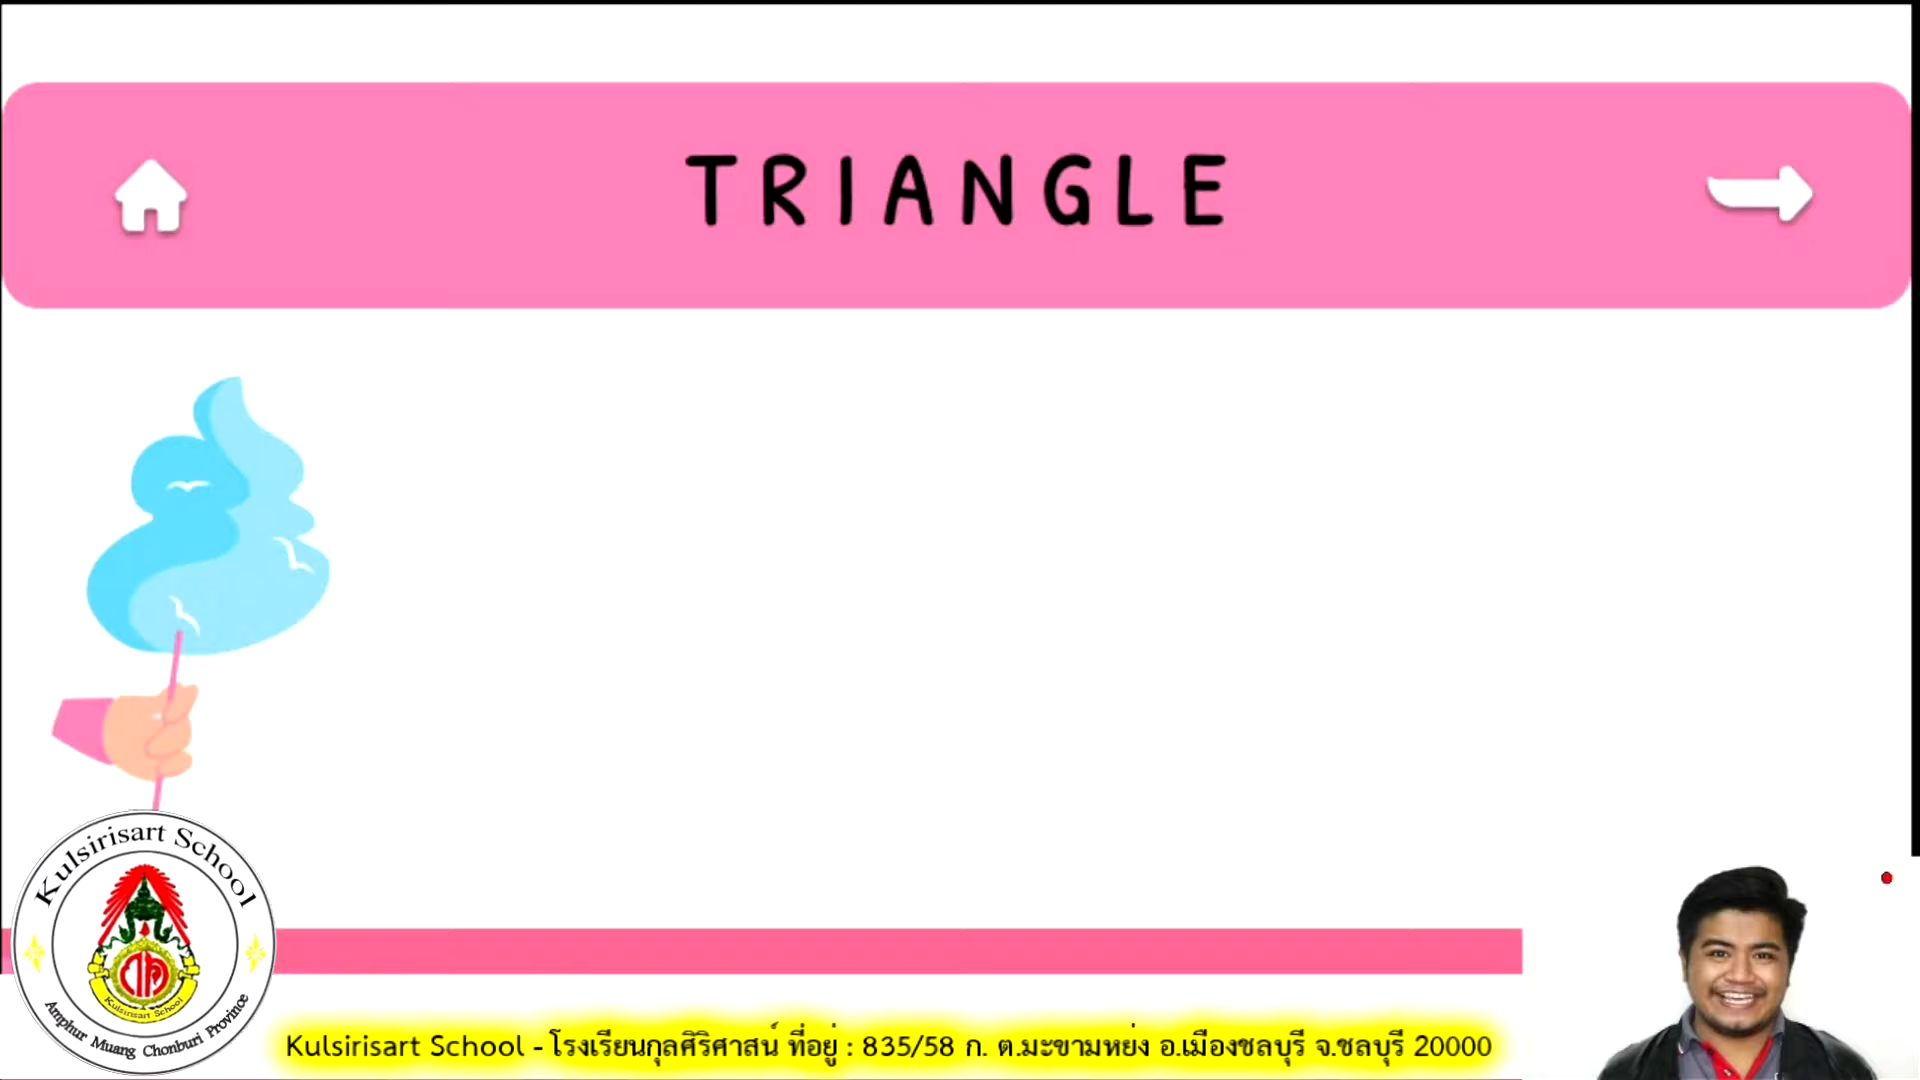 TRIANGLE
Kulsirisart School
Kulsirisart School
Amphur Muang Chonburi Province
Kulsirisart School - โรงเรียนกุลศิริศาสน์ ที่อยู่ : 835/58 ก. ต.มะขามหย่ง อ.เมืองชลบุรี จ.ชลบุรี 20000